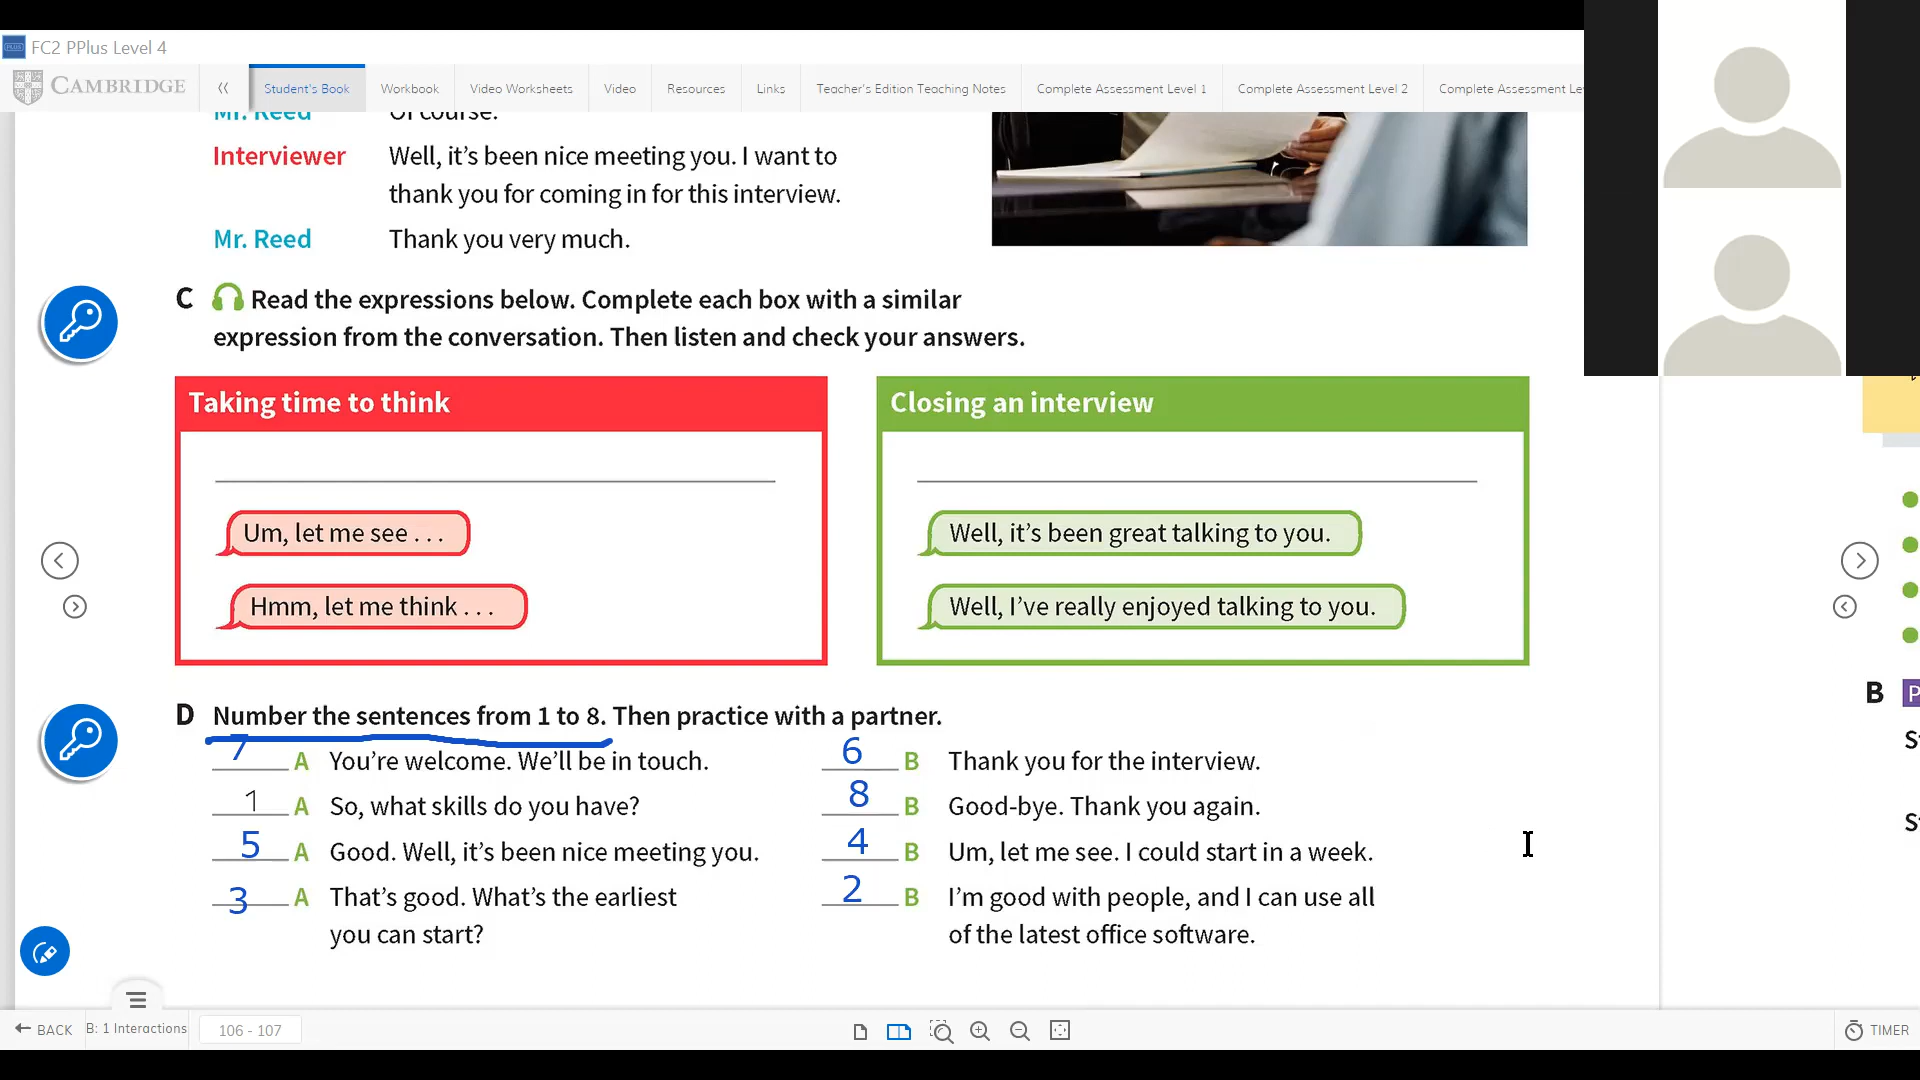 FC2 PPlus Level 4
CAMBRIDGE
Student's Book
Workbook
Video Worksheets
Video
Resources
Links
Teacher's Edition Teaching Notes
Complete Assessment Level 1
Complete Assessment Level 2
Complete Assessment Le
Mr. Reed Of course.
Interviewer Well, it's been nice meeting you. I want to
thank you for coming in for this interview.
Mr. Reed Thank you very much.
C Read the expressions below. Complete each box with a similar
expression from the conversation. Then listen and check your answers.
Taking time to think
Um, let me see . . .
Hmm, let me think . . .
Closing an interview
Well, it's been great talking to you.
Well, I've really enjoyed talking to you.
D Number the sentences from 1 to 8. Then practice with a partner.
7 A You're welcome. We'll be in touch.
1 A So, what skills do you have?
5 A Good. Well, it's been nice meeting you.
3 A That's good. What's the earliest
you can start?
6 B Thank you for the interview.
8 B Good-bye. Thank you again.
4 B Um, let me see. I could start in a week.
2 B I'm good with people, and I can use all
of the latest office software.
B P
St
St
BACK
B: 1 Interactions
106 - 107
TIMER